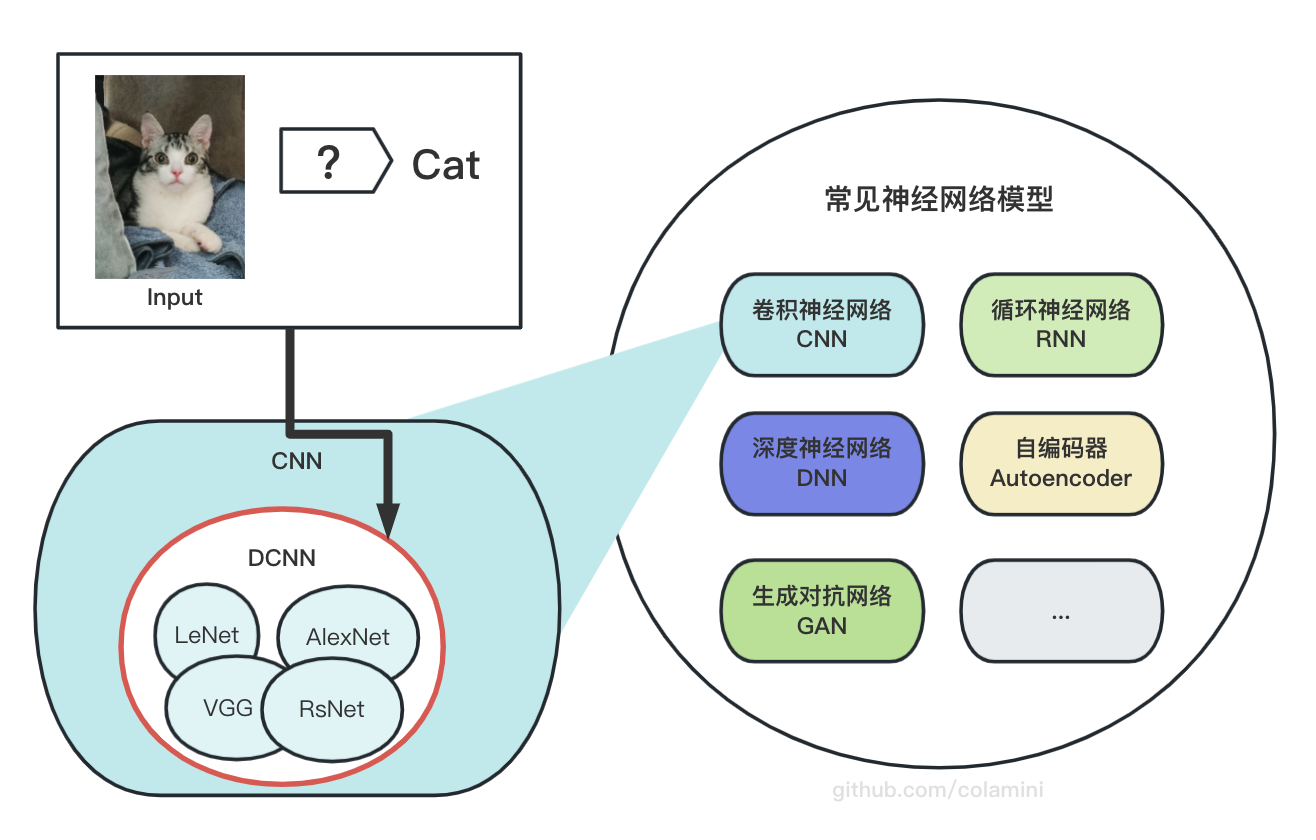 ?
Cat
Input
CNN
DCNN
LeNet
AlexNet
VGG
RsNet
常见神经网络模型
卷积神经网络
CNN
循环神经网络
RNN
深度神经网络
DNN
自编码器
Autoencoder
生成对抗网络
GAN
...
github.com/colamini